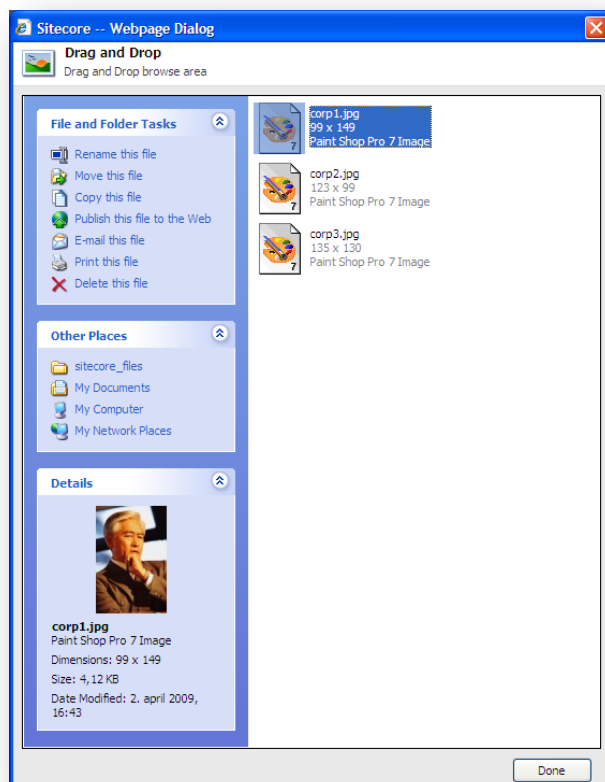 Sitecore -- Webpage Dialog
Drag and Drop
Drag and Drop browse area
File and Folder Tasks
Rename this file
Move this file
Copy this file
Publish this file to the Web
E-mail this file
Print this file
Delete this file
Other Places
sitecore_files
My Documents
My Computer
My Network Places
Details
corp1.jpg
Paint Shop Pro 7 Image
Dimensions: 99 x 149
Size: 4,12 KB
Date Modified: 2. april 2009,
16:43
corp1.jpg
99 x 149
Paint Shop Pro 7 Image
7
corp2.jpg
123 x 99
Paint Shop Pro 7 Image
7
corp3.jpg
135 x 130
Paint Shop Pro 7 Image
7
Done